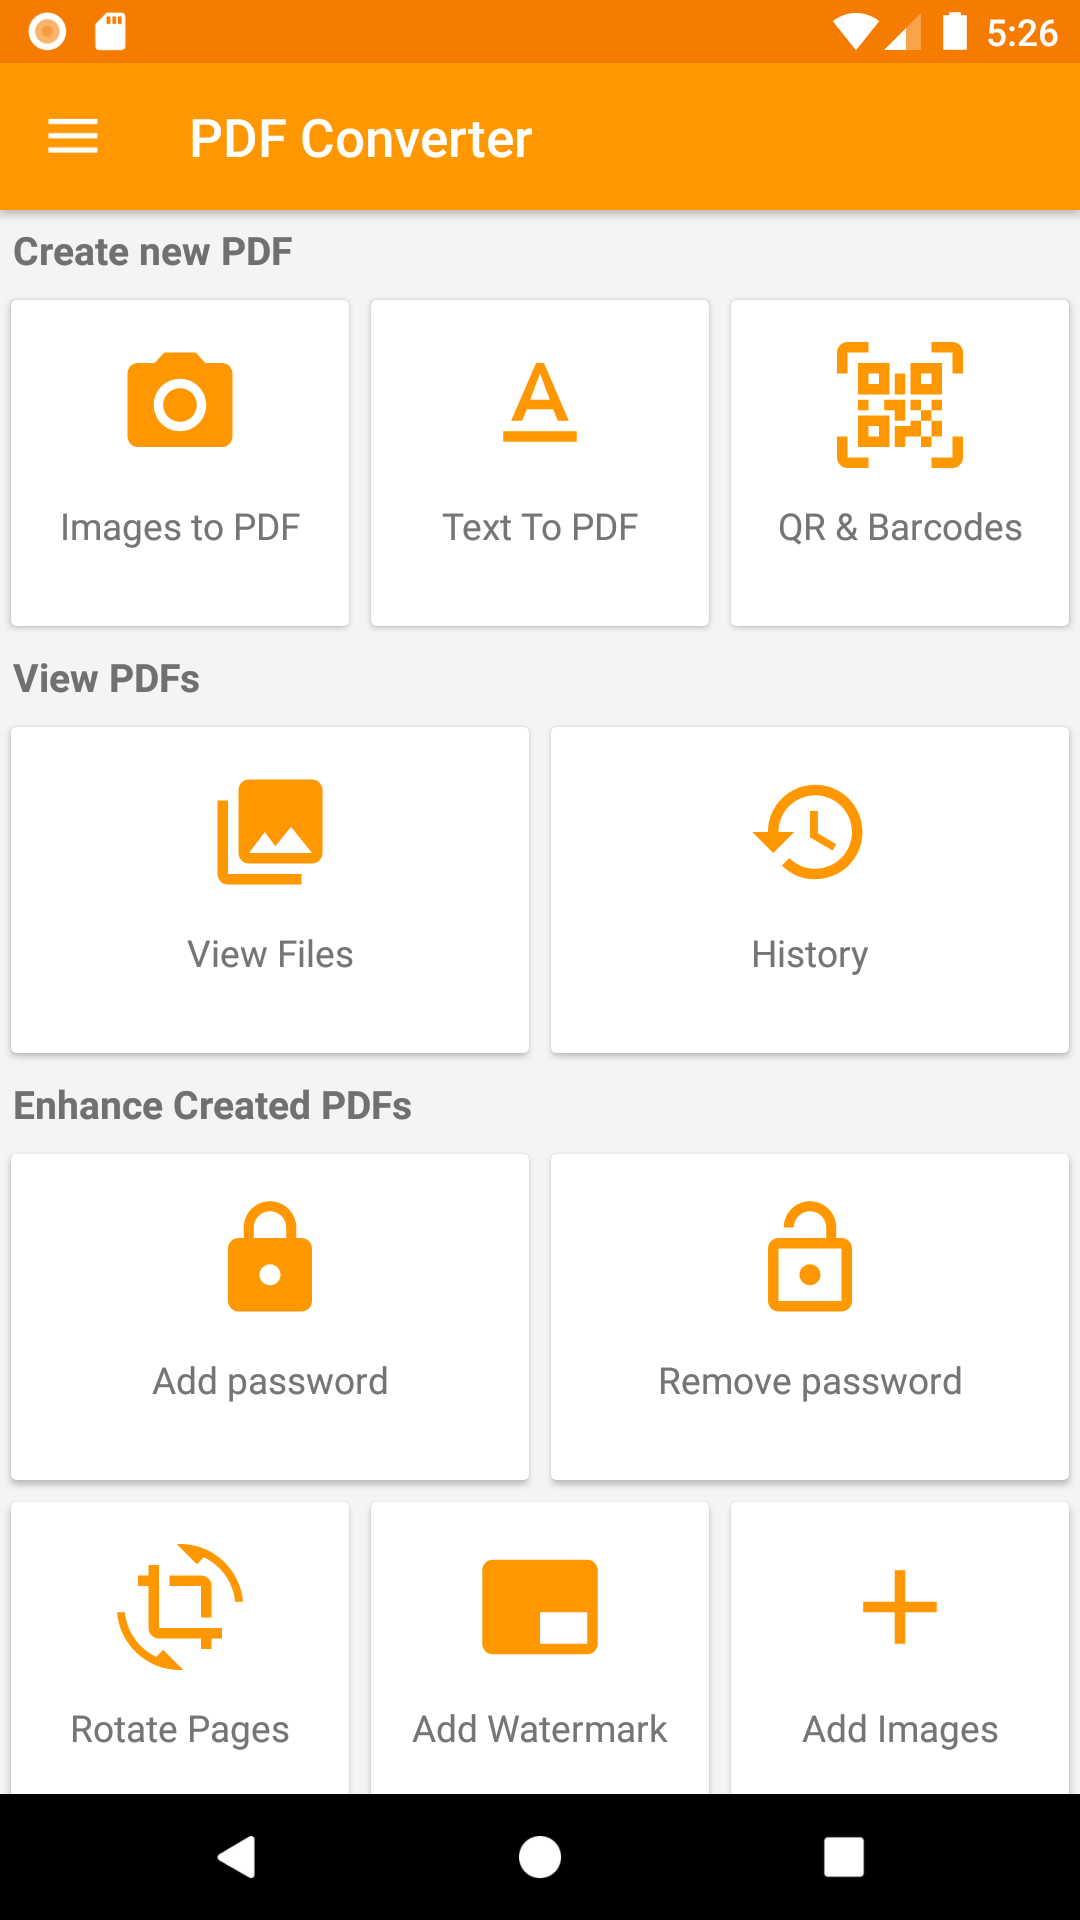 5:26
PDF Converter
Create new PDF
Images to PDF
Text To PDF
QR & Barcodes
View PDFs
View Files
History
Enhance Created PDFs
Add password
Remove password
Rotate Pages
Add Watermark
Add Images